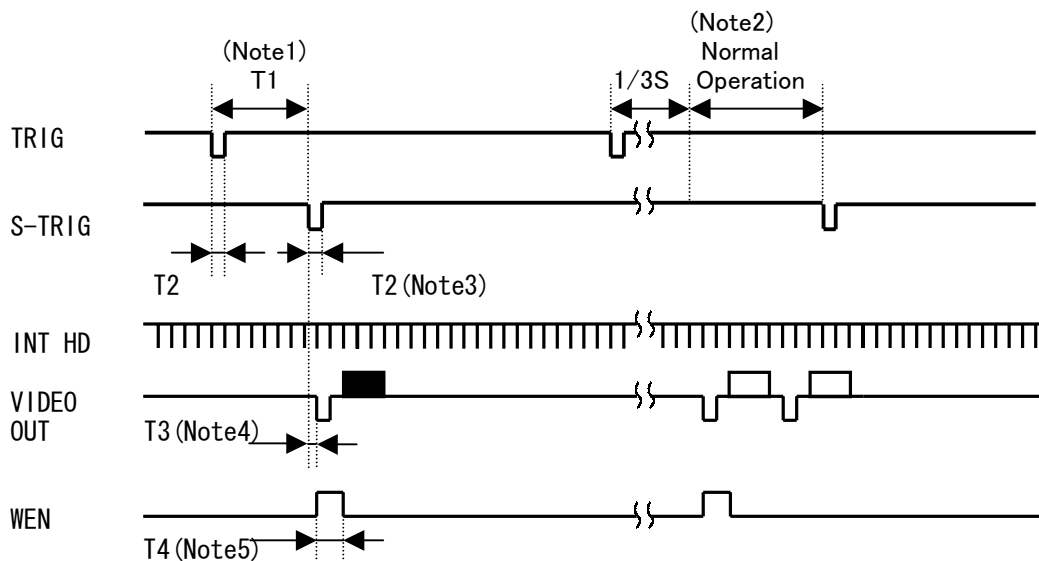 (Note1)
T1
(Note2)
Normal
Operation
1/3S
TRIG
S-TRIG
T2
T2(Note3)
INT HD
VIDEO
OUT
T3(Note4)
WEN
T4(Note5)